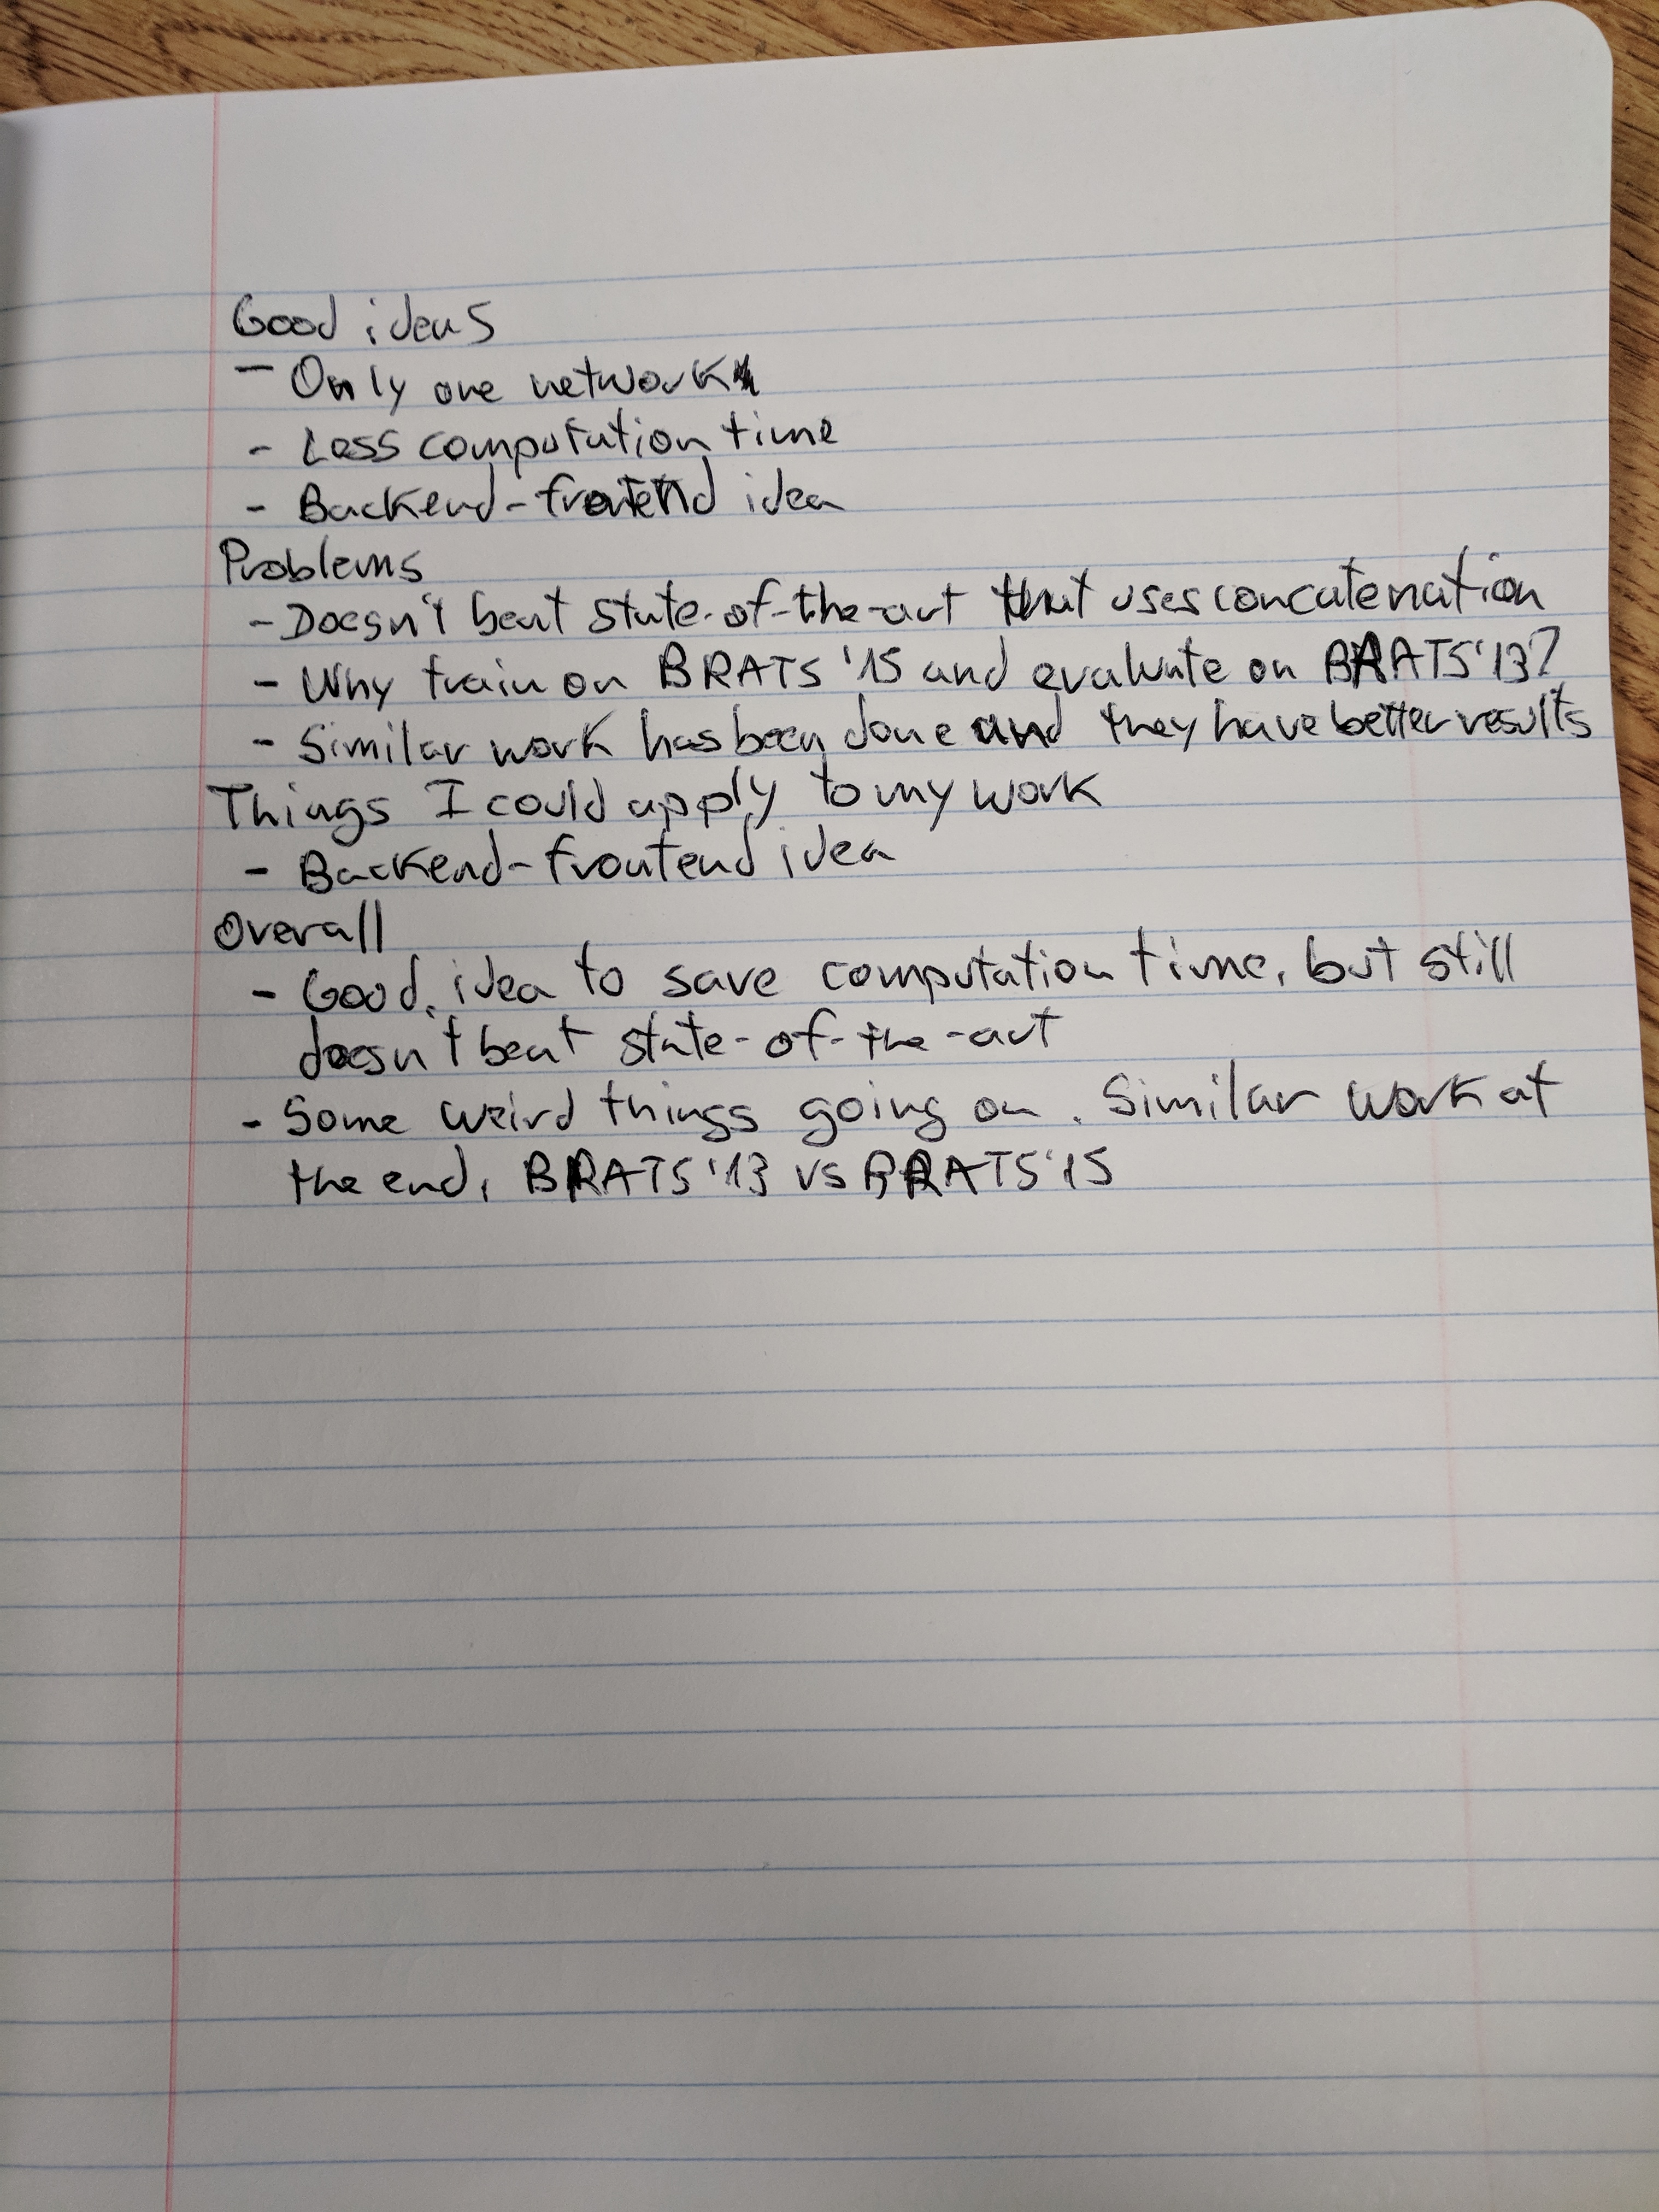 Good ideas
- Only one network
- Less computation time
- Backend-frontend idea
Problems
- Doesn't beat state-of-the-art that uses concatenation
- Why train on BRATS '15 and evaluate on BRATS '13?
- Similar work has been done and they have better results
Things I could apply to my work
- Backend-frontend idea
Overall
- Good idea to save computation time, but still
doesn't beat state-of-the-art
- Some weird things going on. Similar work at
the end, BRATS '13 vs BRATS '15